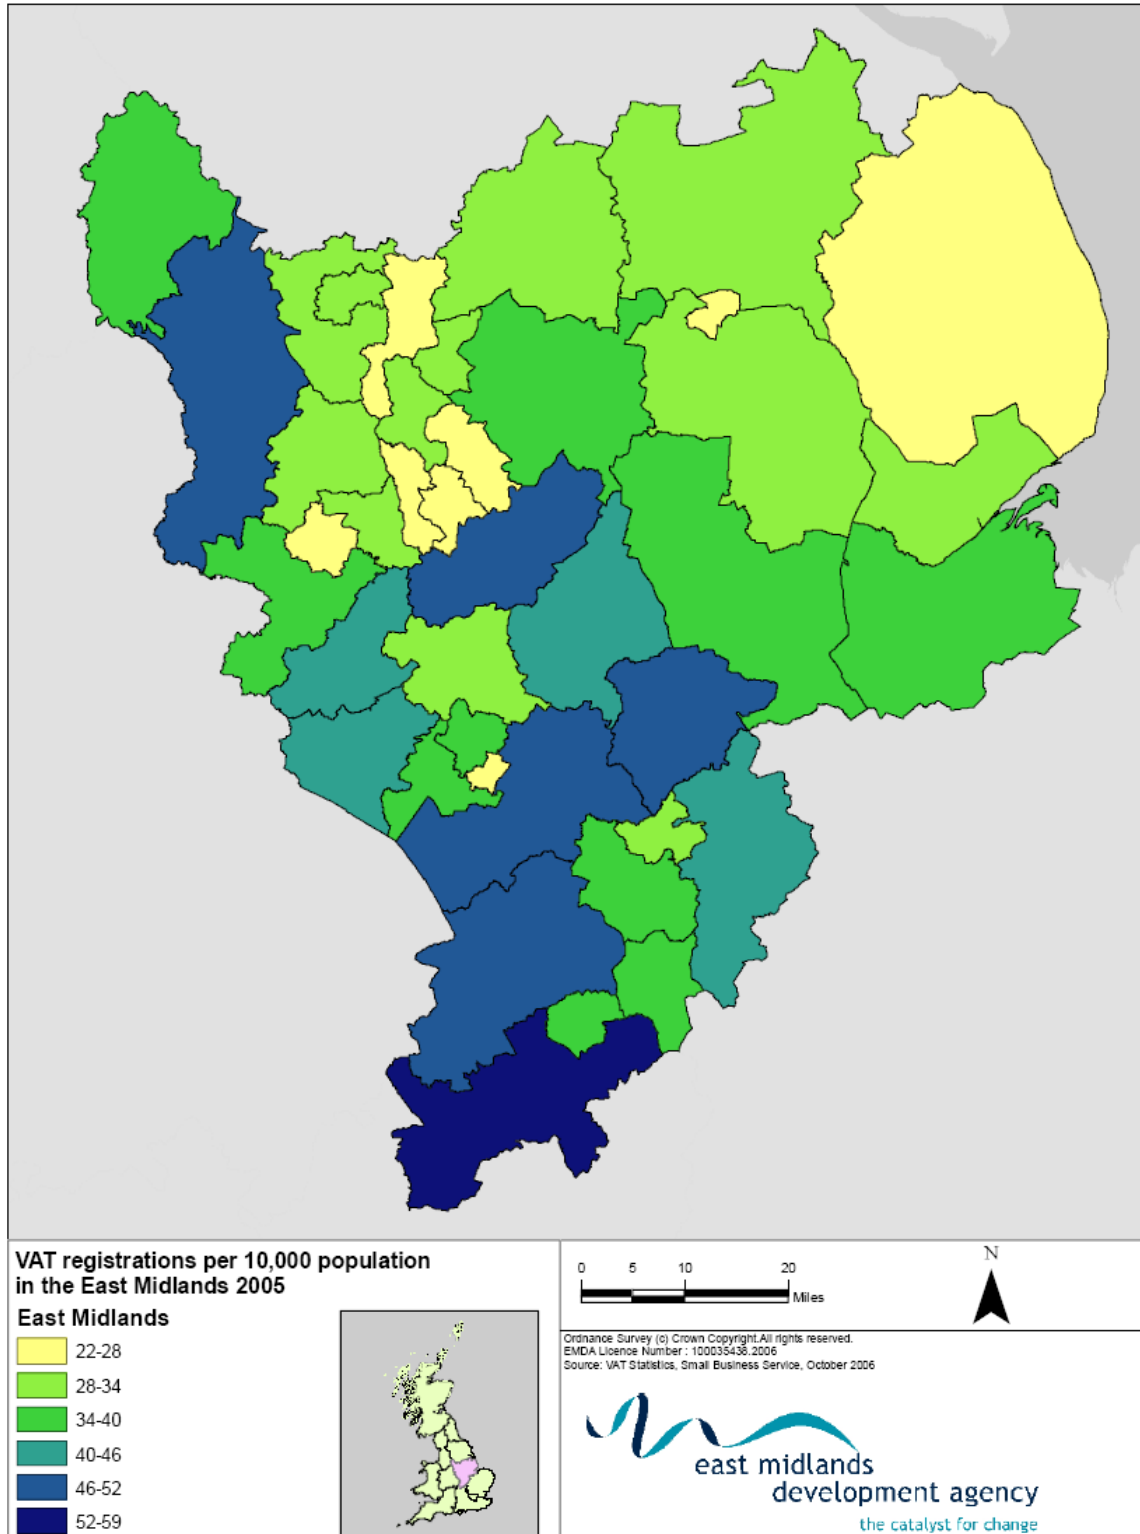 VAT registrations per 10,000 population
in the East Midlands 2005
East Midlands
22-28
28-34
34-40
40-46
46-52
52-59
0 5 10 20
Miles
N
Ordnance Survey (c) Crown Copyright.All rights reserved.
EMDA Licence Number : 100035438.2006
Source: VAT Statistics, Small Business Service, October 2006
east midlands
development agency
the catalyst for change